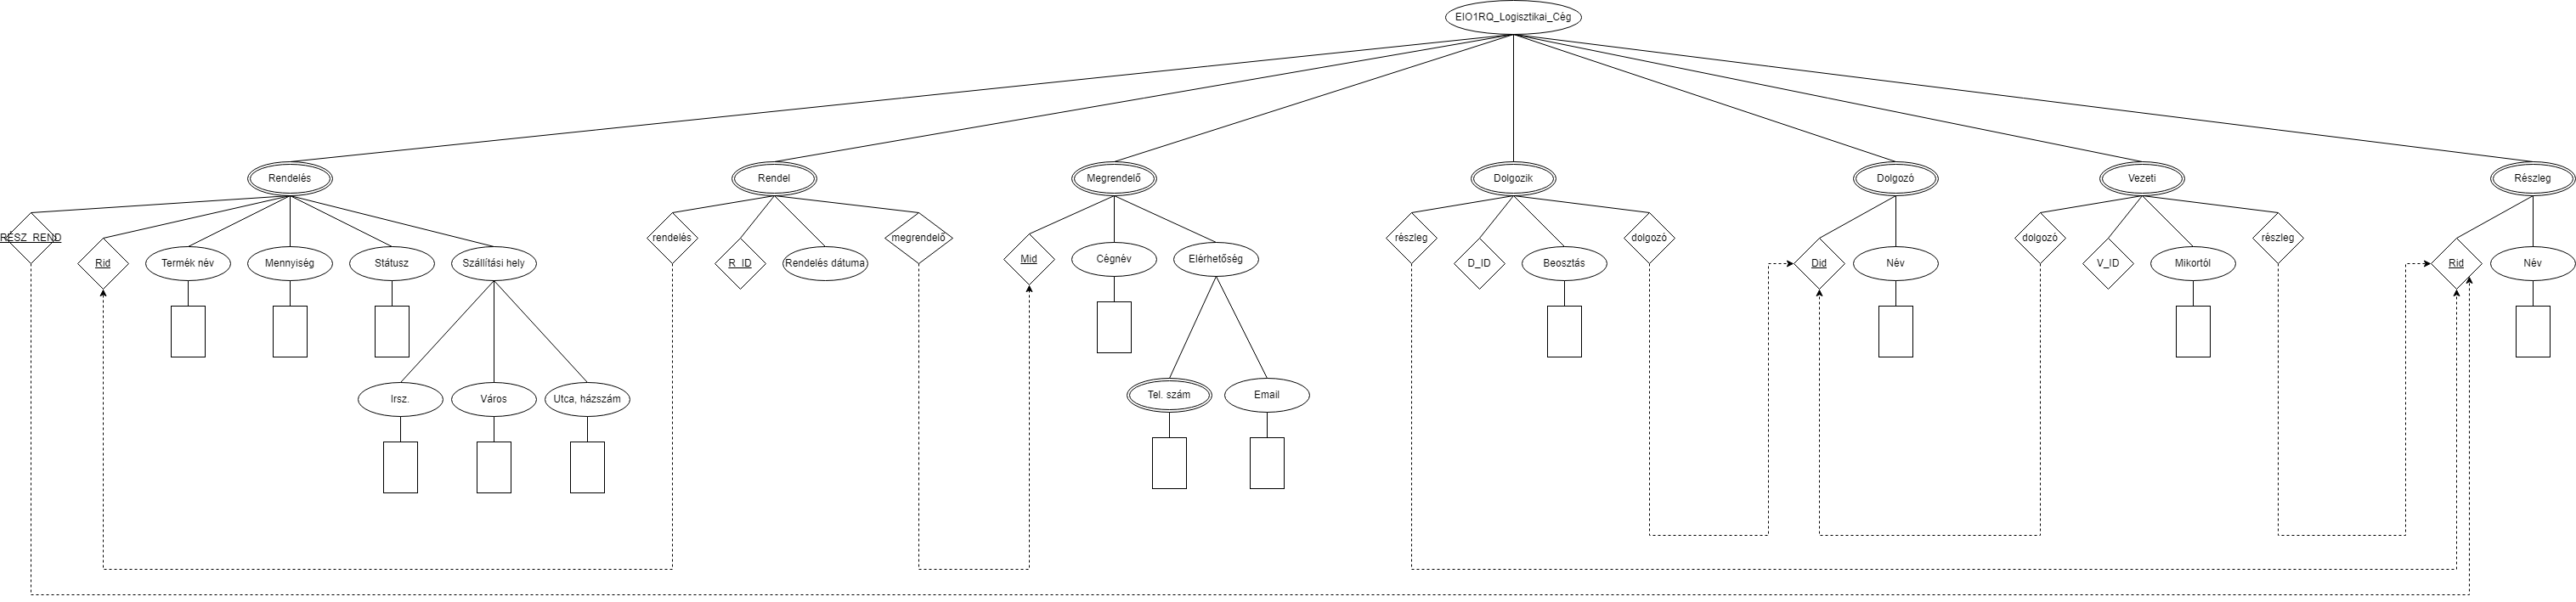 EIO1RQ_Logisztikai_Cég
Rendelés
Rendel
Megrendelő
Dolgozik
Dolgozó
Vezeti
Részleg
RÉSZ_REND
Rid
Termék név
Mennyiség
Státusz
Szállítási hely
rendelés
R_ID
Rendelés dátuma
megrendelő
Mid
Cégnév
Elérhetőség
részleg
D_ID
Beosztás
dolgozó
Did
Név
dolgozó
V_ID
Mikortól
részleg
Rid
Név
Irsz.
Város
Utca, házszám
Tel. szám
Email